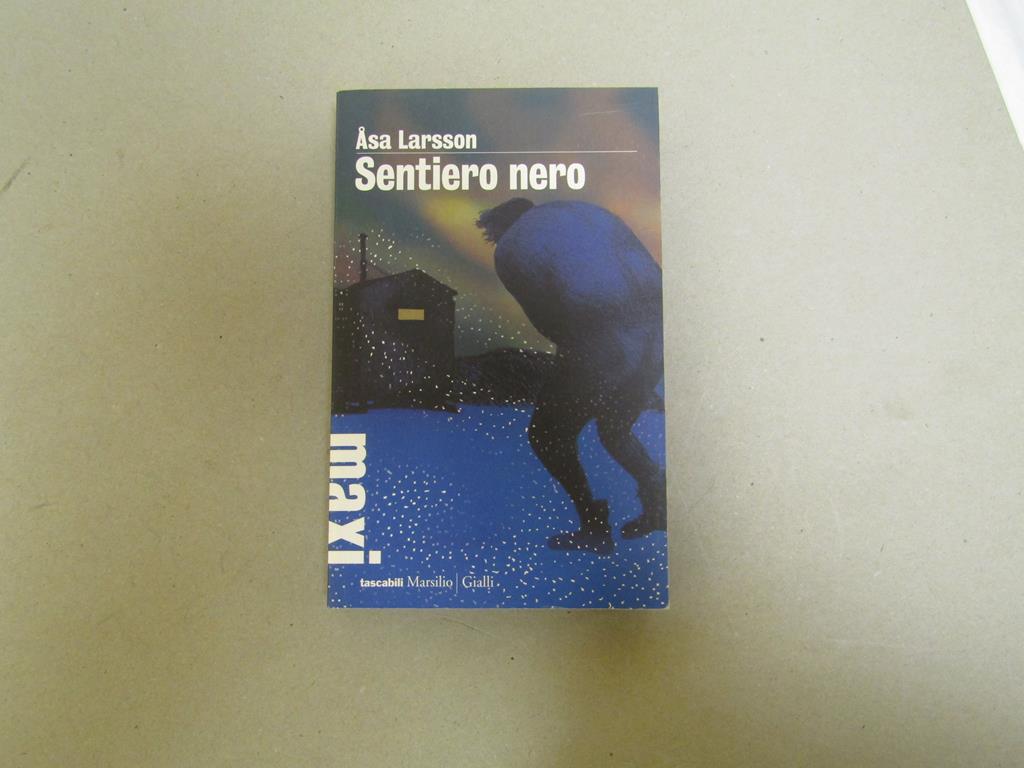 Åsa Larsson
Sentiero nero
maxi
tascabili Marsilio | Gialli